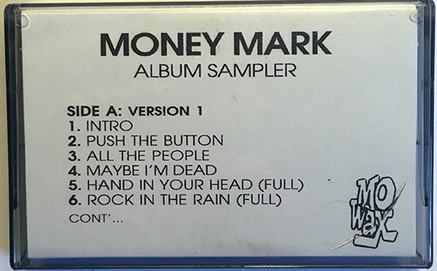 MONEY MARK
ALBUM SAMPLER
SIDE A: VERSION 1
1. INTRO
2. PUSH THE BUTTON
3. ALL THE PEOPLE
4. MAYBE I'M DEAD
5. HAND IN YOUR HEAD (FULL)
6. ROCK IN THE RAIN (FULL)
CONT'...
MO
WAX